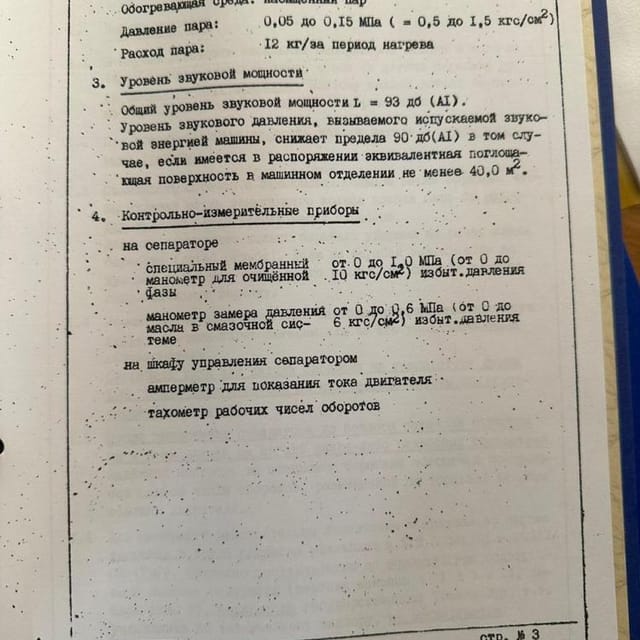 Обогревающая среда: насыщенный пар
Давление пара: 0,05 до 0,15 МПа ( = 0,5 до 1,5 кгс/см²)
Расход пара: 12 кг/за период нагрева
3. Уровень звуковой мощности
Общий уровень звуковой мощности L = 93 дб (AI).
Уровень звукового давления, вызываемого испускаемой звуко-
вой энергией машины, снижает предела 90 дб(AI) в том слу-
чае, если имеется в распоряжении эквивалентная поглоща-
ющая поверхность в машинном отделении не менее 40,0 м².
4. Контрольно-измерительные приборы
на сепараторе
специальный мембранный от 0 до 1,0 МПа (от 0 до
манометр для очищённой 10 кгс/см²) избыт.давления
фазы
манометр замера давления от 0 до 0,6 МПа (от 0 до
масла в смазочной сис- 6 кгс/см²) избыт.давления
теме
на шкафу управления сепаратором
амперметр для показания тока двигателя
тахометр рабочих чисел оборотов
стр. № 3